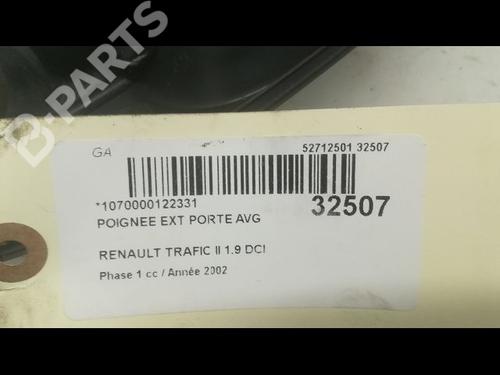 B-PARTS
GA
52712501 32507
*1070000122331
32507
POIGNEE EXT PORTE AVG
RENAULT TRAFIC II 1.9 DCI
Phase 1 cc / Année 2002